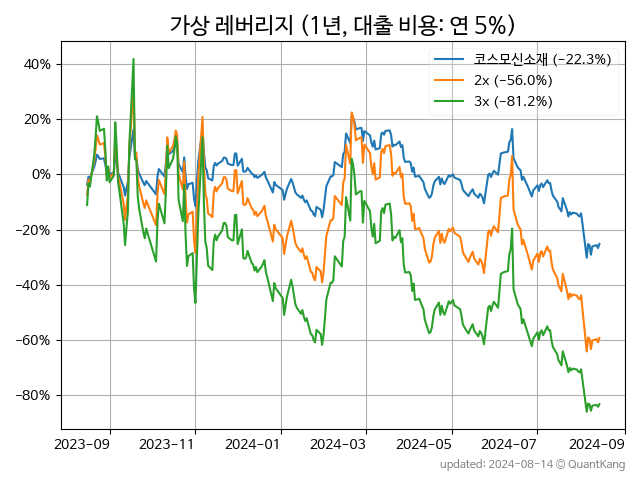 가상 레버리지 (1년, 대출 비용: 연 5%)
코스모신소재 (-22.3%)
2x (-56.0%)
3x (-81.2%)
40%
20%
0%
-20%
-40%
-60%
-80%
2023-09 2023-11 2024-01 2024-03 2024-05 2024-07 2024-09
updated: 2024-08-14 © QuantKang